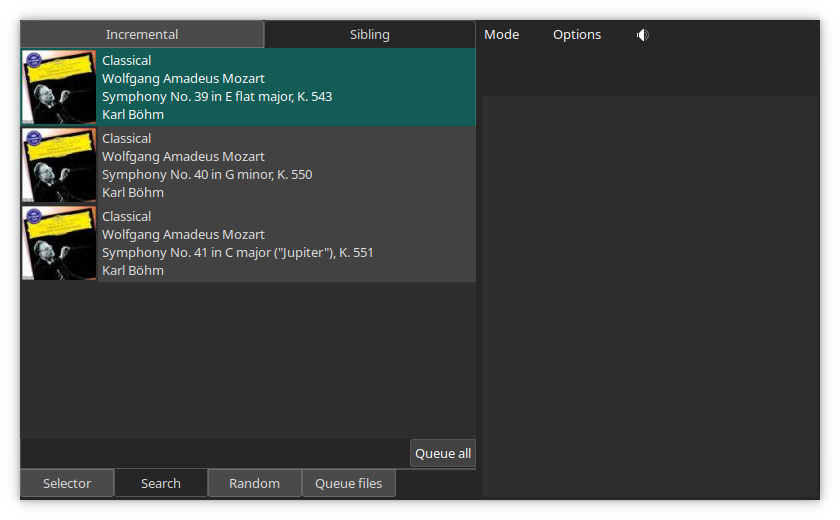 Incremental
Sibling
Mode
Options
Classical
Wolfgang Amadeus Mozart
Symphony No. 39 in E flat major, K. 543
Karl Böhm
Classical
Wolfgang Amadeus Mozart
Symphony No. 40 in G minor, K. 550
Karl Böhm
Classical
Wolfgang Amadeus Mozart
Symphony No. 41 in C major ("Jupiter"), K. 551
Karl Böhm
Queue all
Selector
Search
Random
Queue files